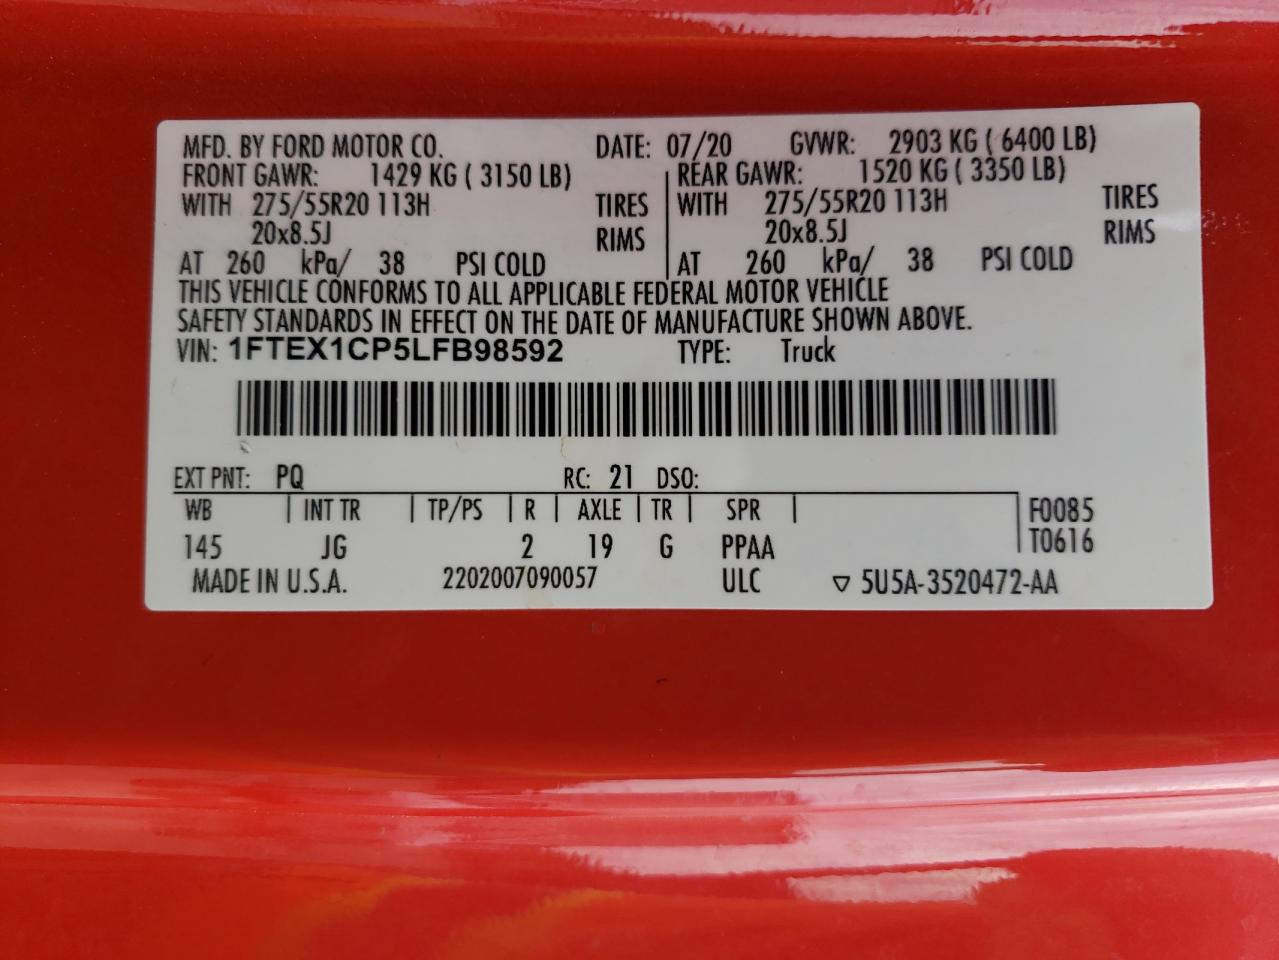 MFD. BY FORD MOTOR CO. DATE: 07/20 GVWR: 2903 KG ( 6400 LB)
FRONT GAWR: 1429 KG ( 3150 LB) REAR GAWR: 1520 KG ( 3350 LB)
WITH 275/55R20 113H TIRES WITH 275/55R20 113H TIRES
20x8.5J RIMS 20x8.5J RIMS
AT 260 kPa/ 38 PSI COLD AT 260 kPa/ 38 PSI COLD
THIS VEHICLE CONFORMS TO ALL APPLICABLE FEDERAL MOTOR VEHICLE
SAFETY STANDARDS IN EFFECT ON THE DATE OF MANUFACTURE SHOWN ABOVE.
VIN: 1FTEX1CP5LFB98592 TYPE: Truck
EXT PNT: PQ RC: 21 DSO:
WB | INT TR | TP/PS | R | AXLE | TR | SPR | F0085
145 JG 2 19 G PPAA T0616
MADE IN U.S.A. 2202007090057 ULC ▽ 5U5A-3520472-AA